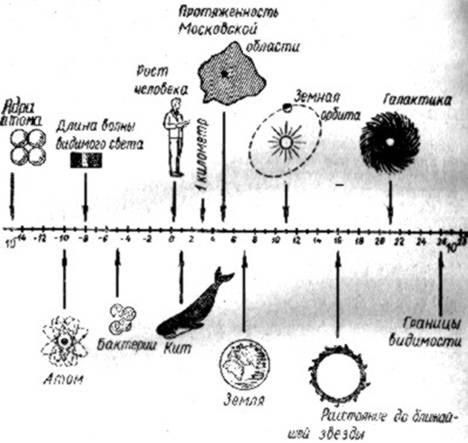 Протяженность
Московской
области
Рост
человека
Ядра
атома
Длина волны
видимого света
1 километр
Земная
орбита
Галактика
10⁻¹⁴ -12 -10 -8 -6 -4 -2 0 2 4 6 8 10 12 14 16 18 20 22 24 26 10²⁸
Атом
Бактерии
Кит
Земля
Расстояние до ближай-
шей звезды
Границы
видимости